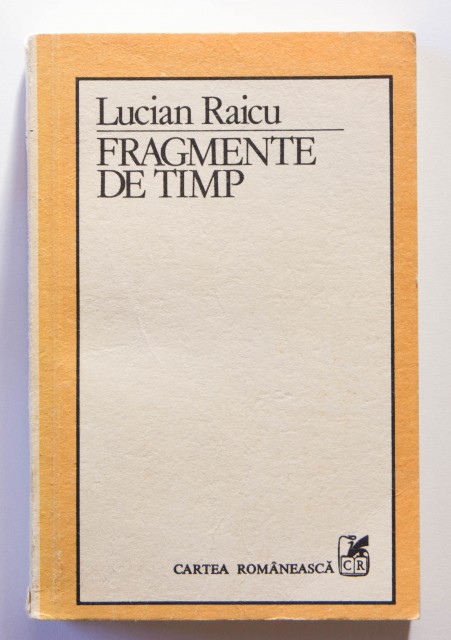 Lucian Raicu
FRAGMENTE
DE TIMP
CARTEA ROMÂNEASCĂ
CR